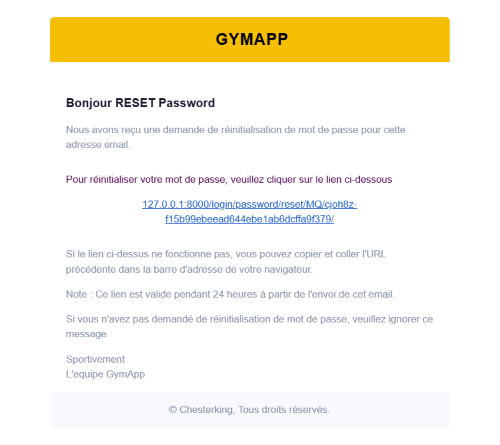 GYMAPP
Bonjour RESET Password
Nous avons reçu une demande de réinitialisation de mot de passe pour cette
adresse email.
Pour réinitialiser votre mot de passe, veuillez cliquer sur le lien ci-dessous
127.0.0.1:8000/login/password/reset/MQ/cjoh8z-
f15b99ebeead644ebe1ab6dcffa9f379/
Si le lien ci-dessus ne fonctionne pas, vous pouvez copier et coller l'URL
précédente dans la barre d'adresse de votre navigateur.
Note : Ce lien est valide pendant 24 heures à partir de l'envoi de cet email.
Si vous n'avez pas demandé de réinitialisation de mot de passe, veuillez ignorer ce
message.
Sportivement
L'equipe GymApp
© Chesterking, Tous droits réservés.